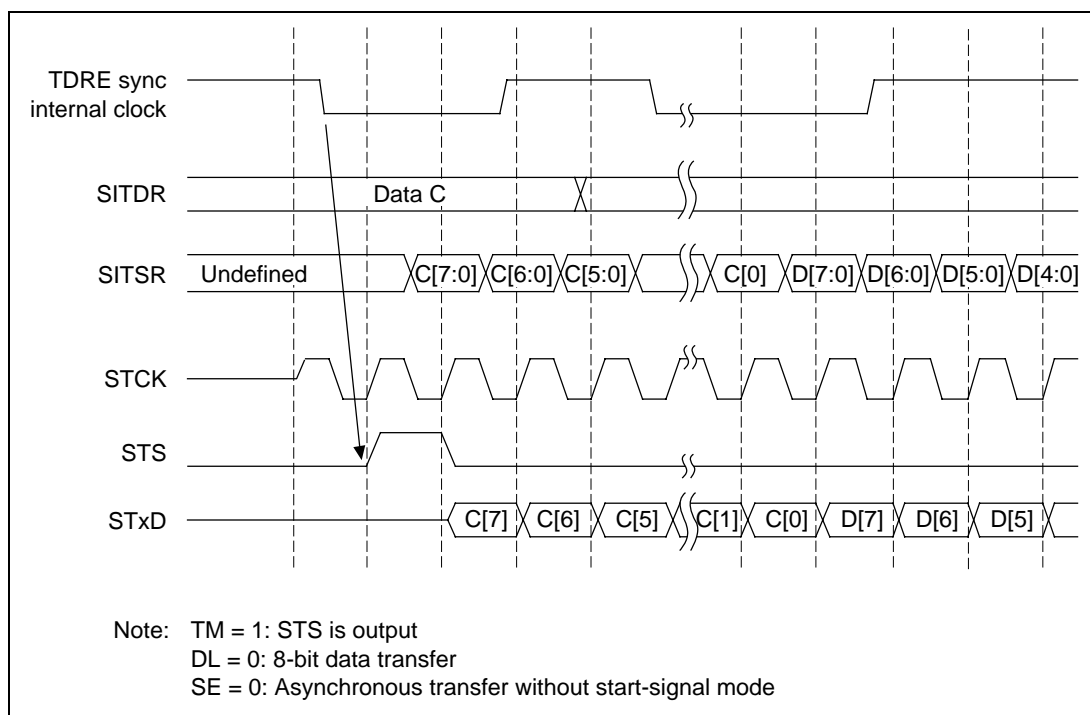 TDRE sync
internal clock
SITDR
Data C
SITSR
Undefined C[7:0] C[6:0] C[5:0] C[0] D[7:0] D[6:0] D[5:0] D[4:0]
STCK
STS
STxD
C[7] C[6] C[5] C[1] C[0] D[7] D[6] D[5]
Note: TM = 1: STS is output
DL = 0: 8-bit data transfer
SE = 0: Asynchronous transfer without start-signal mode